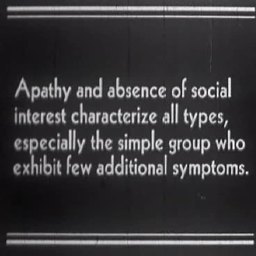 Apathy and absence of social
interest characterize all types,
especially the simple group who
exhibit few additional symptoms.